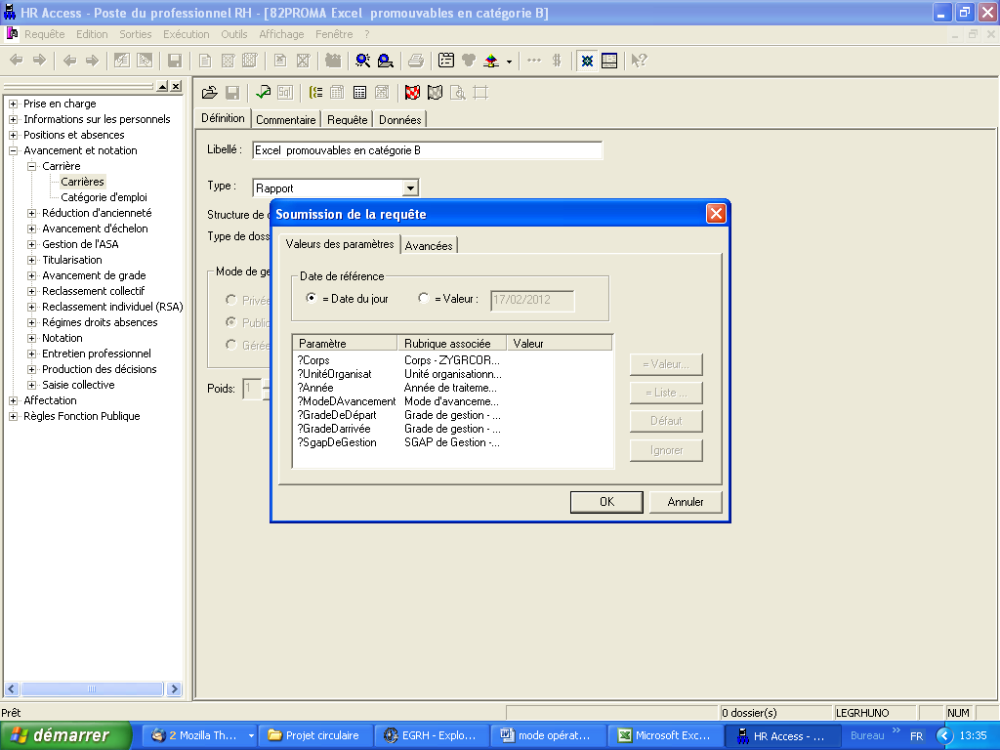 HR Access - Poste du professionnel RH - [82PROMA Excel  promouvables en catégorie B]
Requête Edition Sorties Exécution Outils Affichage Fenêtre ?
Sql
Prise en charge
Informations sur les personnels
Positions et absences
Avancement et notation
Carrière
Carrières
Catégorie d'emploi
Réduction d'ancienneté
Avancement d'échelon
Gestion de l'ASA
Titularisation
Avancement de grade
Reclassement collectif
Reclassement individuel (RSA)
Régimes droits absences
Notation
Entretien professionnel
Production des décisions
Saisie collective
Affectation
Règles Fonction Publique
Définition Commentaire Requête Données
Libellé : Excel  promouvables en catégorie B
Type : Rapport
Structure de
Type de doss
Mode de ge
Privée
Public
Gérée
Poids: 1
Soumission de la requête
Valeurs des paramètres Avancées
Date de référence
= Date du jour = Valeur : 17/02/2012
Paramètre Rubrique associée Valeur
?Corps Corps - ZYGRCOR...
?UnitéOrganisat Unité organisationn...
?Année Année de traiteme...
?ModeDAvancement Mode d'avanceme...
?GradeDeDépart Grade de gestion - ...
?GradeDarrivée Grade de gestion - ...
?SgapDeGestion SGAP de Gestion -...
= Valeur...
= Liste ...
Défaut
Ignorer
OK Annuler
Prêt 0 dossier(s) LEGRHUNO NUM
démarrer 2 Mozilla Th... Projet circulaire EGRH - Explo... mode opérat... Microsoft Exc... HR Access - ... Bureau » FR 13:35